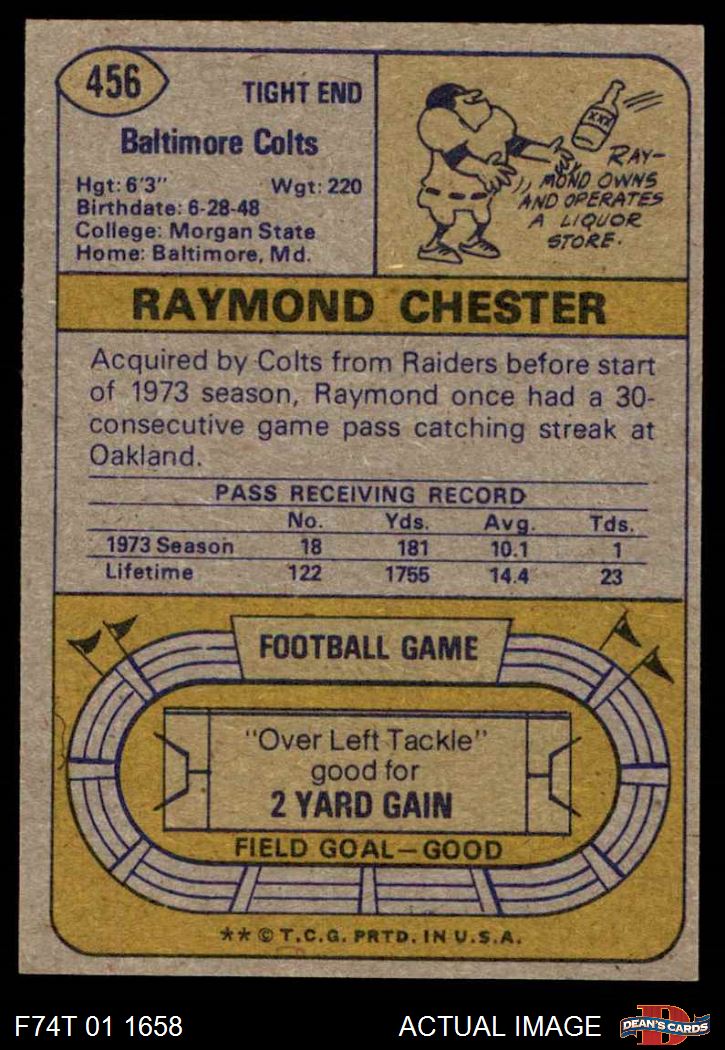 456
TIGHT END
Baltimore Colts
Hgt: 6'3" Wgt: 220
Birthdate: 6-28-48
College: Morgan State
Home: Baltimore, Md.
XXX
RAY-
MOND OWNS
AND OPERATES
A LIQUOR
STORE.
RAYMOND CHESTER
Acquired by Colts from Raiders before start
of 1973 season, Raymond once had a 30-
consecutive game pass catching streak at
Oakland.
PASS RECEIVING RECORD
No. Yds. Avg. Tds.
1973 Season 18 181 10.1 1
Lifetime 122 1755 14.4 23
FOOTBALL GAME
"Over Left Tackle"
good for
2 YARD GAIN
FIELD GOAL—GOOD
** © T.C.G. PRTD. IN U.S.A.
F74T 01 1658 ACTUAL IMAGE
D
DEAN'S CARDS